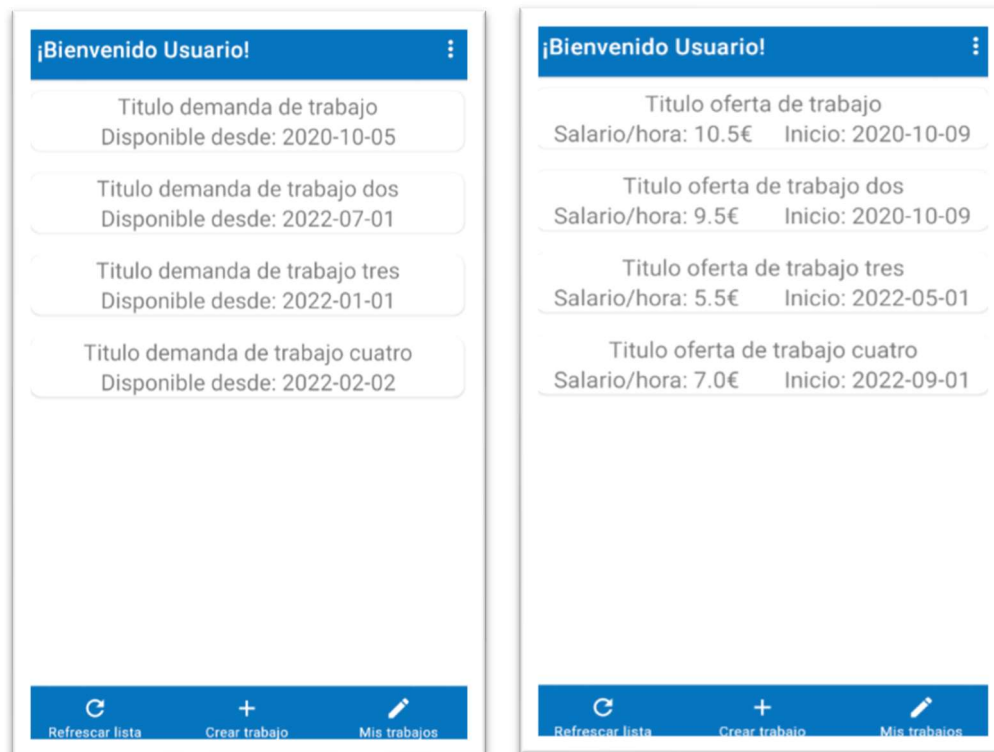 ¡Bienvenido Usuario!
Titulo demanda de trabajo
Disponible desde: 2020-10-05
Titulo demanda de trabajo dos
Disponible desde: 2022-07-01
Titulo demanda de trabajo tres
Disponible desde: 2022-01-01
Titulo demanda de trabajo cuatro
Disponible desde: 2022-02-02
Refrescar lista Crear trabajo Mis trabajos
¡Bienvenido Usuario!
Titulo oferta de trabajo
Salario/hora: 10.5€ Inicio: 2020-10-09
Titulo oferta de trabajo dos
Salario/hora: 9.5€ Inicio: 2020-10-09
Titulo oferta de trabajo tres
Salario/hora: 5.5€ Inicio: 2022-05-01
Titulo oferta de trabajo cuatro
Salario/hora: 7.0€ Inicio: 2022-09-01
Refrescar lista Crear trabajo Mis trabajos